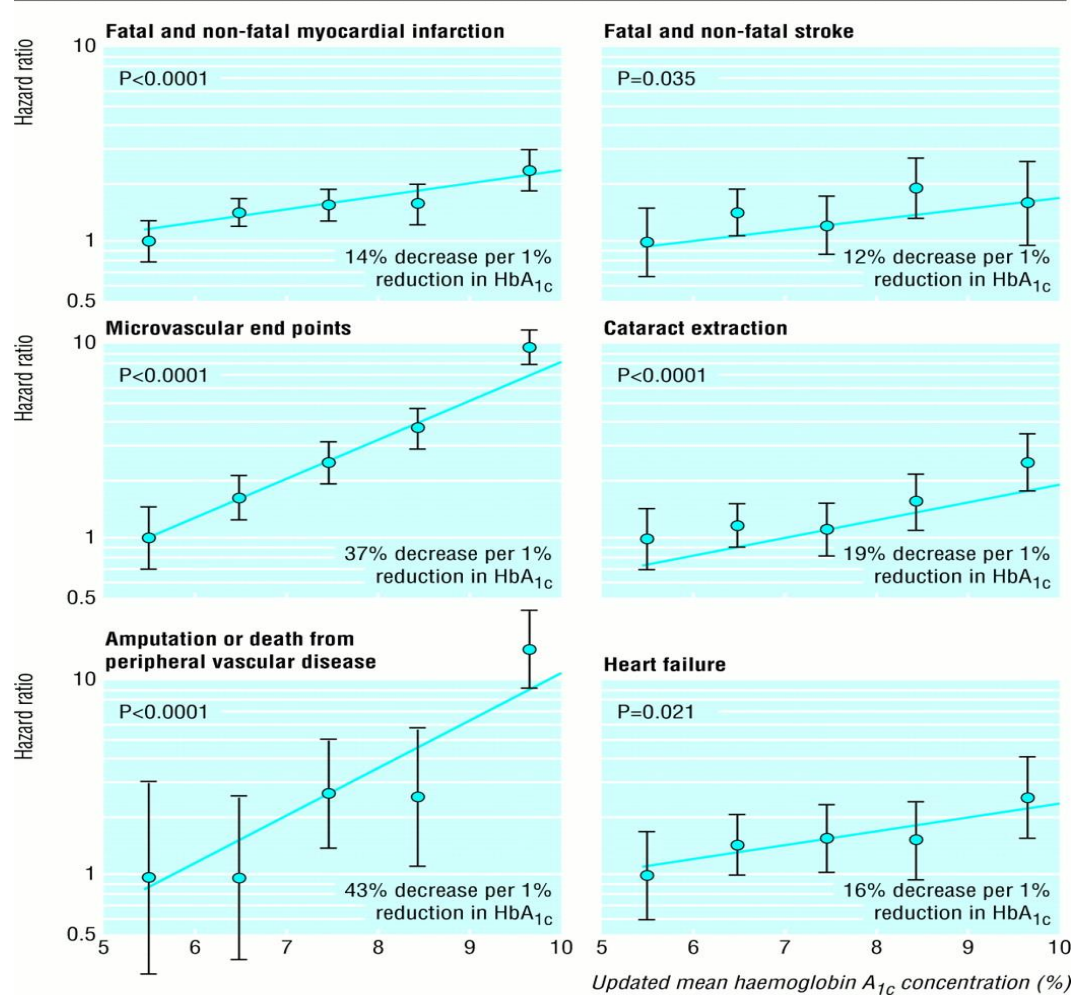 Fatal and non-fatal myocardial infarction
Hazard ratio
10
1
0.5
P<0.0001
14% decrease per 1%
reduction in HbA1c
Fatal and non-fatal stroke
P=0.035
12% decrease per 1%
reduction in HbA1c
Microvascular end points
Hazard ratio
10
1
0.5
P<0.0001
37% decrease per 1%
reduction in HbA1c
Cataract extraction
P<0.0001
19% decrease per 1%
reduction in HbA1c
Amputation or death from
peripheral vascular disease
Hazard ratio
10
1
0.5
P<0.0001
43% decrease per 1%
reduction in HbA1c
5 6 7 8 9 10
Heart failure
P=0.021
16% decrease per 1%
reduction in HbA1c
5 6 7 8 9 10
Updated mean haemoglobin A1c concentration (%)